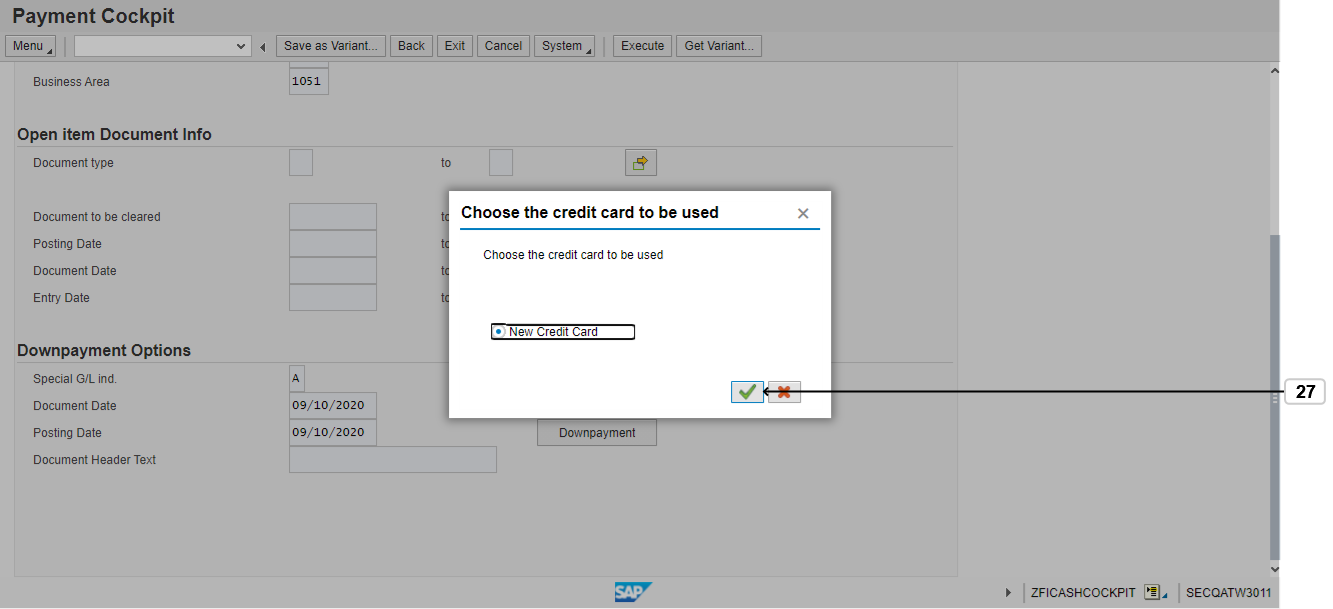 Payment Cockpit
Menu Save as Variant... Back Exit Cancel System Execute Get Variant...
Business Area 1051
Open item Document Info
Document type to
Choose the credit card to be used
Document to be cleared to
Posting Date to
Choose the credit card to be used
Document Date to
Entry Date to
New Credit Card
Downpayment Options
Special G/L ind. A
27
Document Date 09/10/2020
Posting Date 09/10/2020 Downpayment
Document Header Text
SAP ZFICASHCOCKPIT SECQATW3011